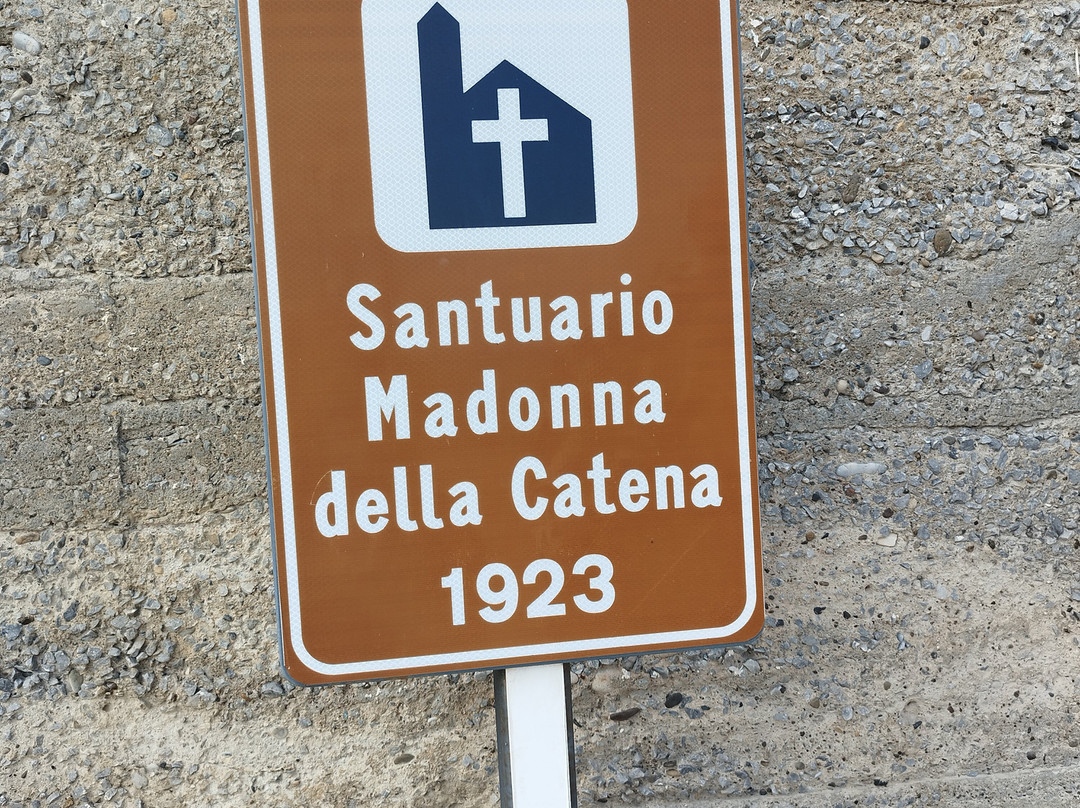 Santuario
Madonna
della Catena
1923